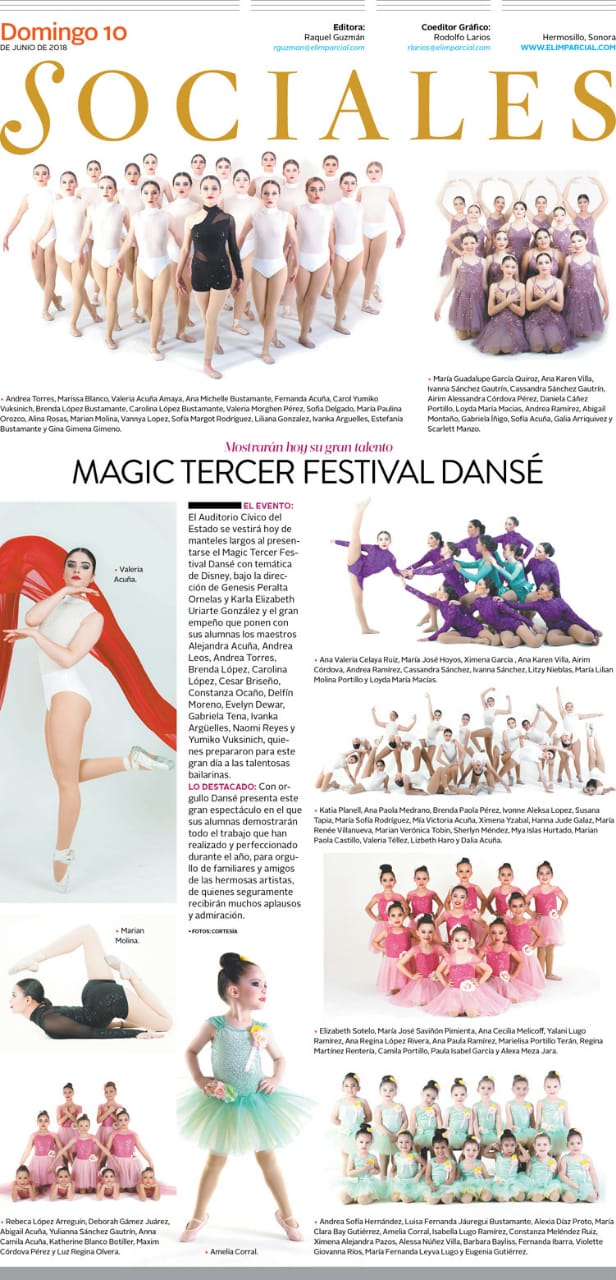 Domingo 10
DE JUNIO DE 2018
Editora:
Raquel Guzmán
rguzman@elimparcial.com
Coeditor Gráfico:
Rodolfo Larios
rlarios@elimparcial.com
Hermosillo, Sonora
WWW.ELIMPARCIAL.COM
SOCIALES
• Andrea Torres, Marissa Blanco, Valeria Acuña Amaya, Ana Michelle Bustamante, Fernanda Acuña, Carol Yumiko
Vuksinich, Brenda López Bustamante, Carolina López Bustamante, Valeria Morghen Pérez, Sofia Delgado, María Paulina
Orozco, Alina Rosas, Marian Molina, Vannya Lopez, Sofía Margot Rodríguez, Liliana Gonzalez, Ivanka Arguelles, Estefanía
Bustamante y Gina Gimena Gimeno.
• María Guadalupe García Quiroz, Ana Karen Villa,
Ivanna Sánchez Gautrín, Cassandra Sánchez Gautrín,
Airim Alessandra Córdova Pérez, Daniela Cáñez
Portillo, Loyda María Macias, Andrea Ramírez, Abigail
Montaño, Gabriela Íñigo, Sofía Acuña, Galia Arriquivez y
Scarlett Manzo.
Mostrarán hoy su gran talento
MAGIC TERCER FESTIVAL DANSÉ
• Valeria
Acuña.
EL EVENTO:
El Auditorio Cívico del
Estado se vestirá hoy de
manteles largos al presen-
tarse el Magic Tercer Fes-
tival Dansé con temática
de Disney, bajo la direc-
ción de Genesis Peralta
Ornelas y Karla Elizabeth
Uriarte González y el gran
empeño que ponen con
sus alumnas los maestros
Alejandra Acuña, Andrea
Leos, Andrea Torres,
Brenda López, Carolina
López, Cesar Briseño,
Constanza Ocaño, Delfín
Moreno, Evelyn Dewar,
Gabriela Tena, Ivanka
Argüelles, Naomi Reyes y
Yumiko Vuksinich, quie-
nes prepararon para este
gran día a las talentosas
bailarinas.
LO DESTACADO: Con or-
gullo Dansé presenta este
gran espectáculo en el que
sus alumnas demostrarán
todo el trabajo que han
realizado y perfeccionado
durante el año, para orgu-
llo de familiares y amigos
de las hermosas artistas,
de quienes seguramente
recibirán muchos aplausos
y admiración.
• FOTOS: CORTESÍA
• Ana Valeria Celaya Ruiz, María José Hoyos, Ximena García , Ana Karen Villa, Airim
Córdova, Andrea Ramírez, Cassandra Sánchez, Ivanna Sánchez, Litzy Nieblas, María Lilian
Molina Portillo y Loyda María Macías.
• Katia Planell, Ana Paola Medrano, Brenda Paola Pérez, Ivonne Aleksa Lopez, Susana
Tapia, María Sofía Rodríguez, Mía Victoria Acuña, Ximena Yzabal, Hanna Jude Galaz, María
Renée Villanueva, Marian Verónica Tobin, Sherlyn Méndez, Mya Islas Hurtado, Marian
Paola Castillo, Valeria Téllez, Lizbeth Haro y Dalia Acuña.
• Marian
Molina.
• Elizabeth Sotelo, María José Saviñón Pimienta, Ana Cecilia Melicoff, Yalani Lugo
Ramírez, Ana Regina López Rivera, Ana Paula Ramírez, Marielisa Portillo Terán, Regina
Martínez Rentería, Camila Portillo, Paula Isabel García y Alexa Meza Jara.
• Rebeca López Arreguin, Deborah Gámez Juárez,
Abigail Acuña, Yulianna Sánchez Gautrín, Anna
Camila Acuña, Katherine Blanco Botiller, Maxim
Córdova Pérez y Luz Regina Olvera.
• Amelia Corral.
• Andrea Sofía Hernández, Luisa Fernanda Jáuregui Bustamante, Alexia Díaz Proto, María
Clara Bay Gutiérrez, Amelia Corral, Isabella Lugo Ramírez, Constanza Meléndez Ruiz,
Ximena Alejandra Pazos, Alessa Núñez Villa, Barbara Bayliss, Fernanda Ibarra, Violette
Giovanna Ríos, María Fernanda Leyva Lugo y Eugenia Gutiérrez.